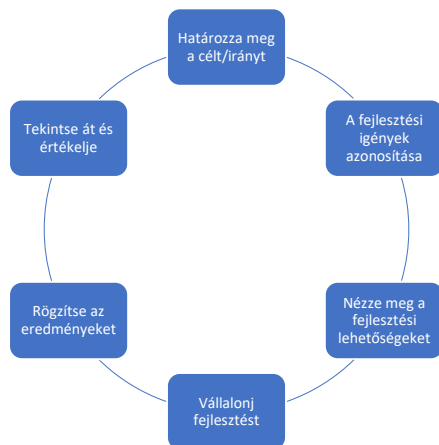 Határozza meg
a célt/irányt
A fejlesztési
igények
azonosítása
Nézze meg a
fejlesztési
lehetőségeket
Vállalonj
fejlesztést
Rögzítse az
eredményeket
Tekintse át és
értékelje